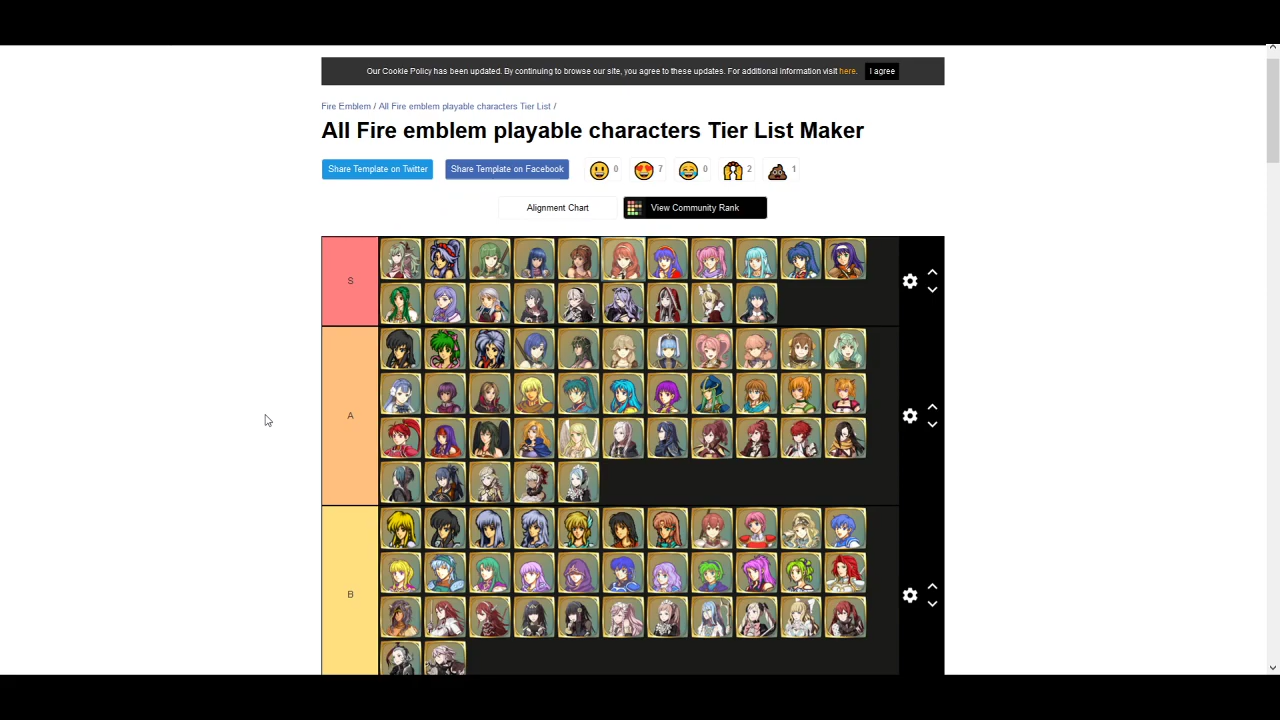 Our Cookie Policy has been updated. By continuing to browse our site, you agree to these updates. For additional information visit here. I agree
Fire Emblem / All Fire emblem playable characters Tier List /
All Fire emblem playable characters Tier List Maker
Share Template on Twitter Share Template on Facebook 0 7 0 2 1
Alignment Chart View Community Rank
S
A
B